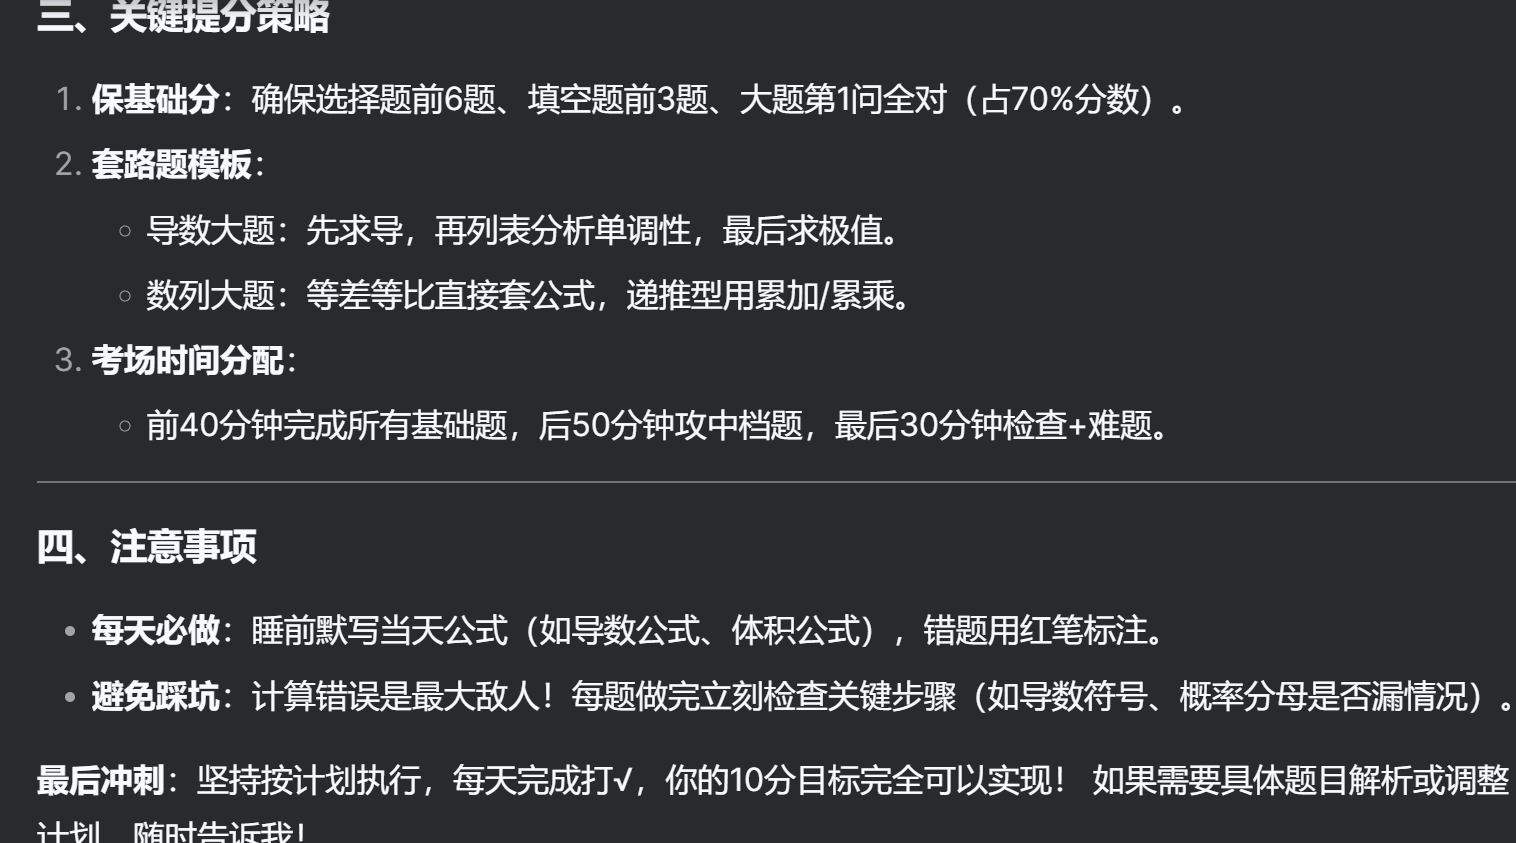 三、关键提分策略
1. 保基础分：确保选择题前6题、填空题前3题、大题第1问全对（占70%分数）。
2. 套路题模板：
导数大题：先求导，再列表分析单调性，最后求极值。
数列大题：等差等比直接套公式，递推型用累加/累乘。
3. 考场时间分配：
前40分钟完成所有基础题，后50分钟攻中档题，最后30分钟检查+难题。
四、注意事项
每天必做：睡前默写当天公式（如导数公式、体积公式），错题用红笔标注。
避免踩坑：计算错误是最大敌人！每题做完立刻检查关键步骤（如导数符号、概率分母是否漏情况）。
最后冲刺：坚持按计划执行，每天完成打√，你的10分目标完全可以实现！ 如果需要具体题目解析或调整
计划，随时告诉我！